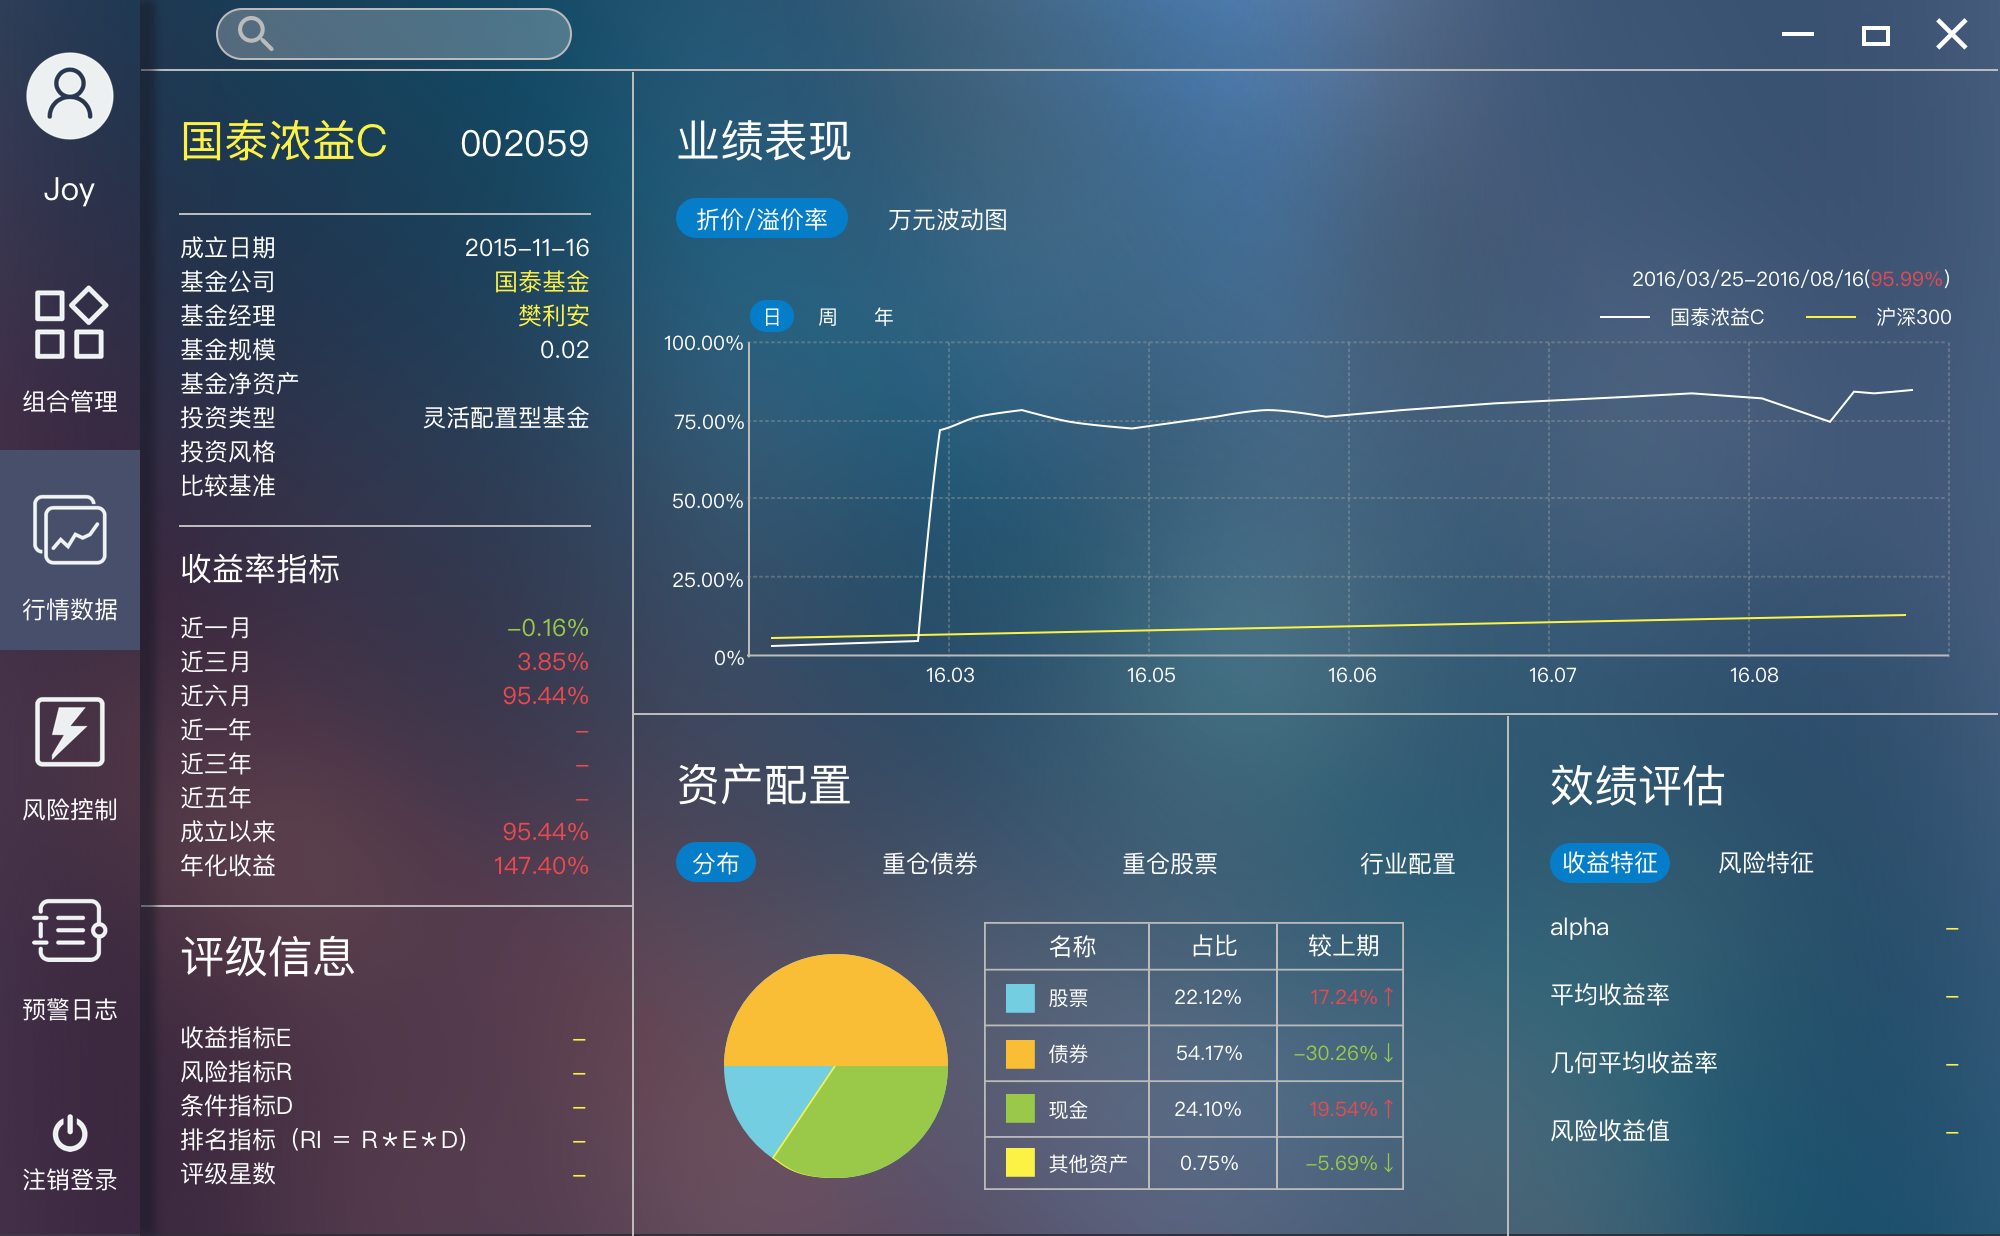 Joy
组合管理
行情数据
风险控制
预警日志
注销登录
国泰浓益C 002059
成立日期 2015-11-16
基金公司 国泰基金
基金经理 樊利安
基金规模 0.02
基金净资产
投资类型 灵活配置型基金
投资风格
比较基准
收益率指标
近一月 -0.16%
近三月 3.85%
近六月 95.44%
近一年 -
近三年 -
近五年 -
成立以来 95.44%
年化收益 147.40%
评级信息
收益指标E -
风险指标R -
条件指标D -
排名指标（RI = R*E*D） -
评级星数 -
业绩表现
折价/溢价率 万元波动图
2016/03/25-2016/08/16(95.99%)
日 周 年
国泰浓益C 沪深300
100.00%
75.00%
50.00%
25.00%
0%
16.03 16.05 16.06 16.07 16.08
资产配置
分布 重仓债券 重仓股票 行业配置
名称 占比 较上期
股票 22.12% 17.24%↑
债券 54.17% -30.26%↓
现金 24.10% 19.54%↑
其他资产 0.75% -5.69%↓
效绩评估
收益特征 风险特征
alpha -
平均收益率 -
几何平均收益率 -
风险收益值 -